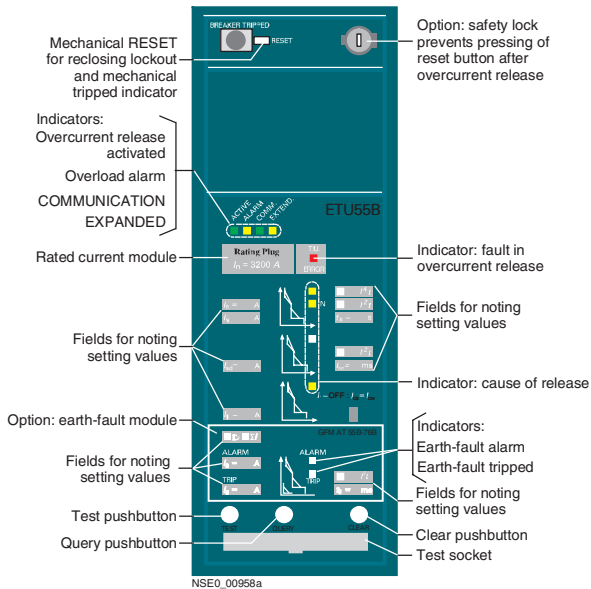 BREAKER TRIPPED
RESET
Mechanical RESET
for reclosing lockout
and mechanical
tripped indicator
Option: safety lock
prevents pressing of
reset button after
overcurrent release
Indicators:
Overcurrent release
activated
Overload alarm
COMMUNICATION
EXPANDED
ACTIVE
ALARM
COMM.
EXTEND.
ETU55B
Rated current module
Rating Plug
In = 3200 A
ERROR
Indicator: fault in
overcurrent release
Fields for noting
setting values
A
A
A
A
N
s
ms
Fields for noting
setting values
Indicator: cause of release
Option: earth-fault module
GFM AT 55B-76B
Indicators:
Earth-fault alarm
Earth-fault tripped
Fields for noting
setting values
ALARM
A
TRIP
A
ALARM
TRIP
ms
Fields for noting
setting values
Test pushbutton
TEST
QUERY
CLEAR
Clear pushbutton
Query pushbutton
Test socket
NSE0_00958a